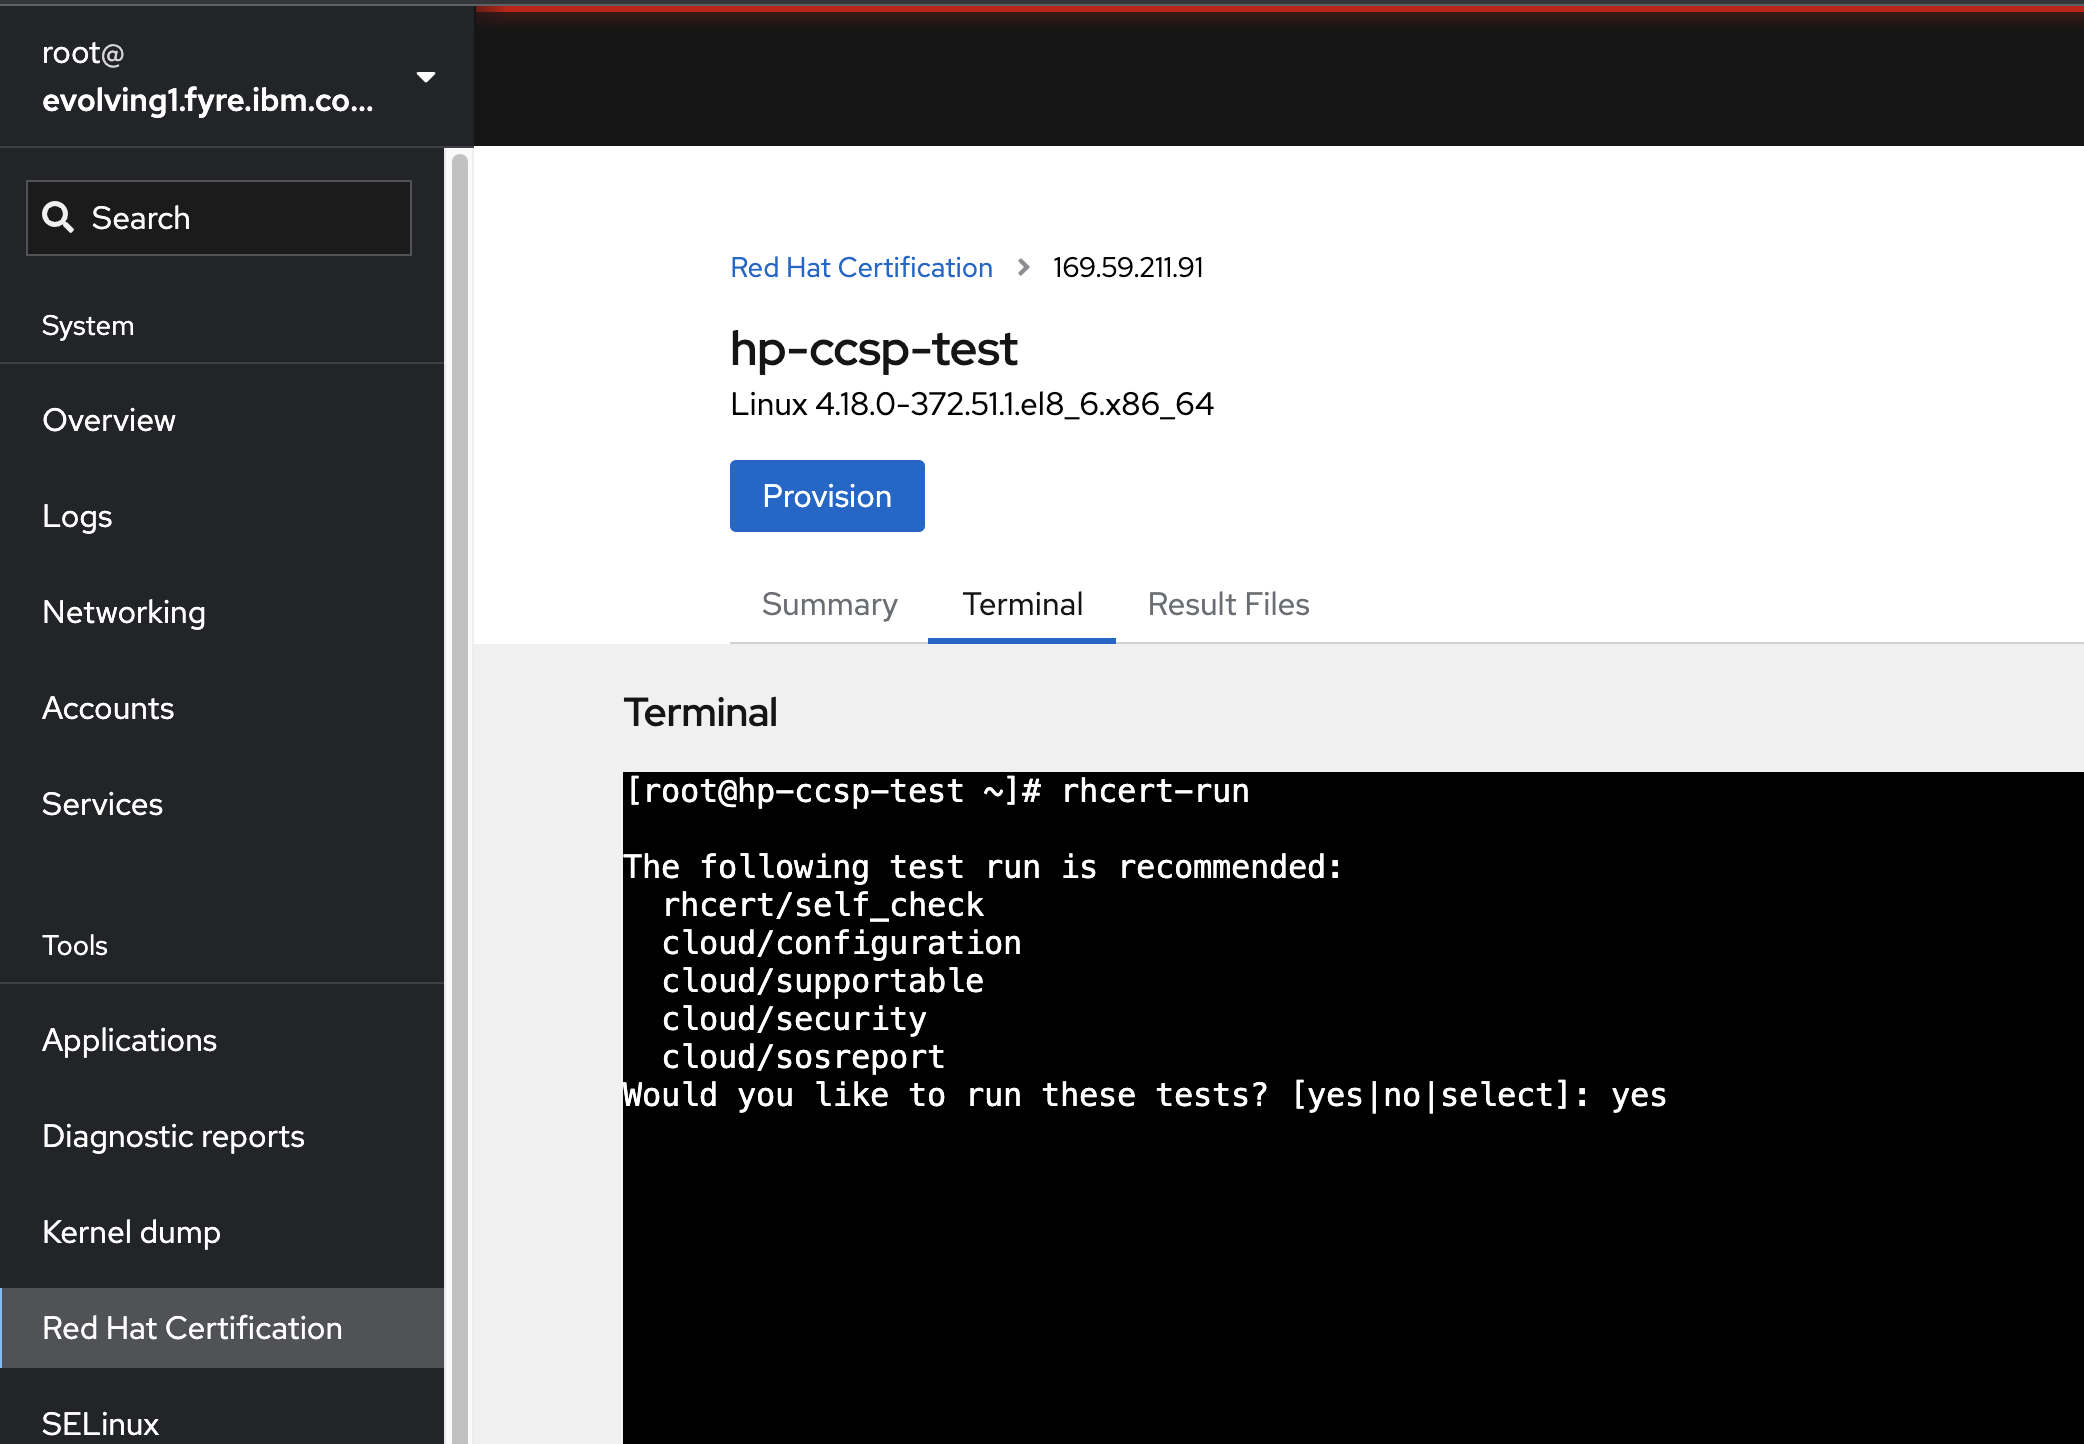 root@
evolving1.fyre.ibm.co...
Search
System
Overview
Logs
Networking
Accounts
Services
Tools
Applications
Diagnostic reports
Kernel dump
Red Hat Certification
SELinux
Red Hat Certification > 169.59.211.91
hp-ccsp-test
Linux 4.18.0-372.51.1.el8_6.x86_64
Provision
Summary Terminal Result Files
Terminal
[root@hp-ccsp-test ~]# rhcert-run
The following test run is recommended:
rhcert/self_check
cloud/configuration
cloud/supportable
cloud/security
cloud/sosreport
Would you like to run these tests? [yes|no|select]: yes